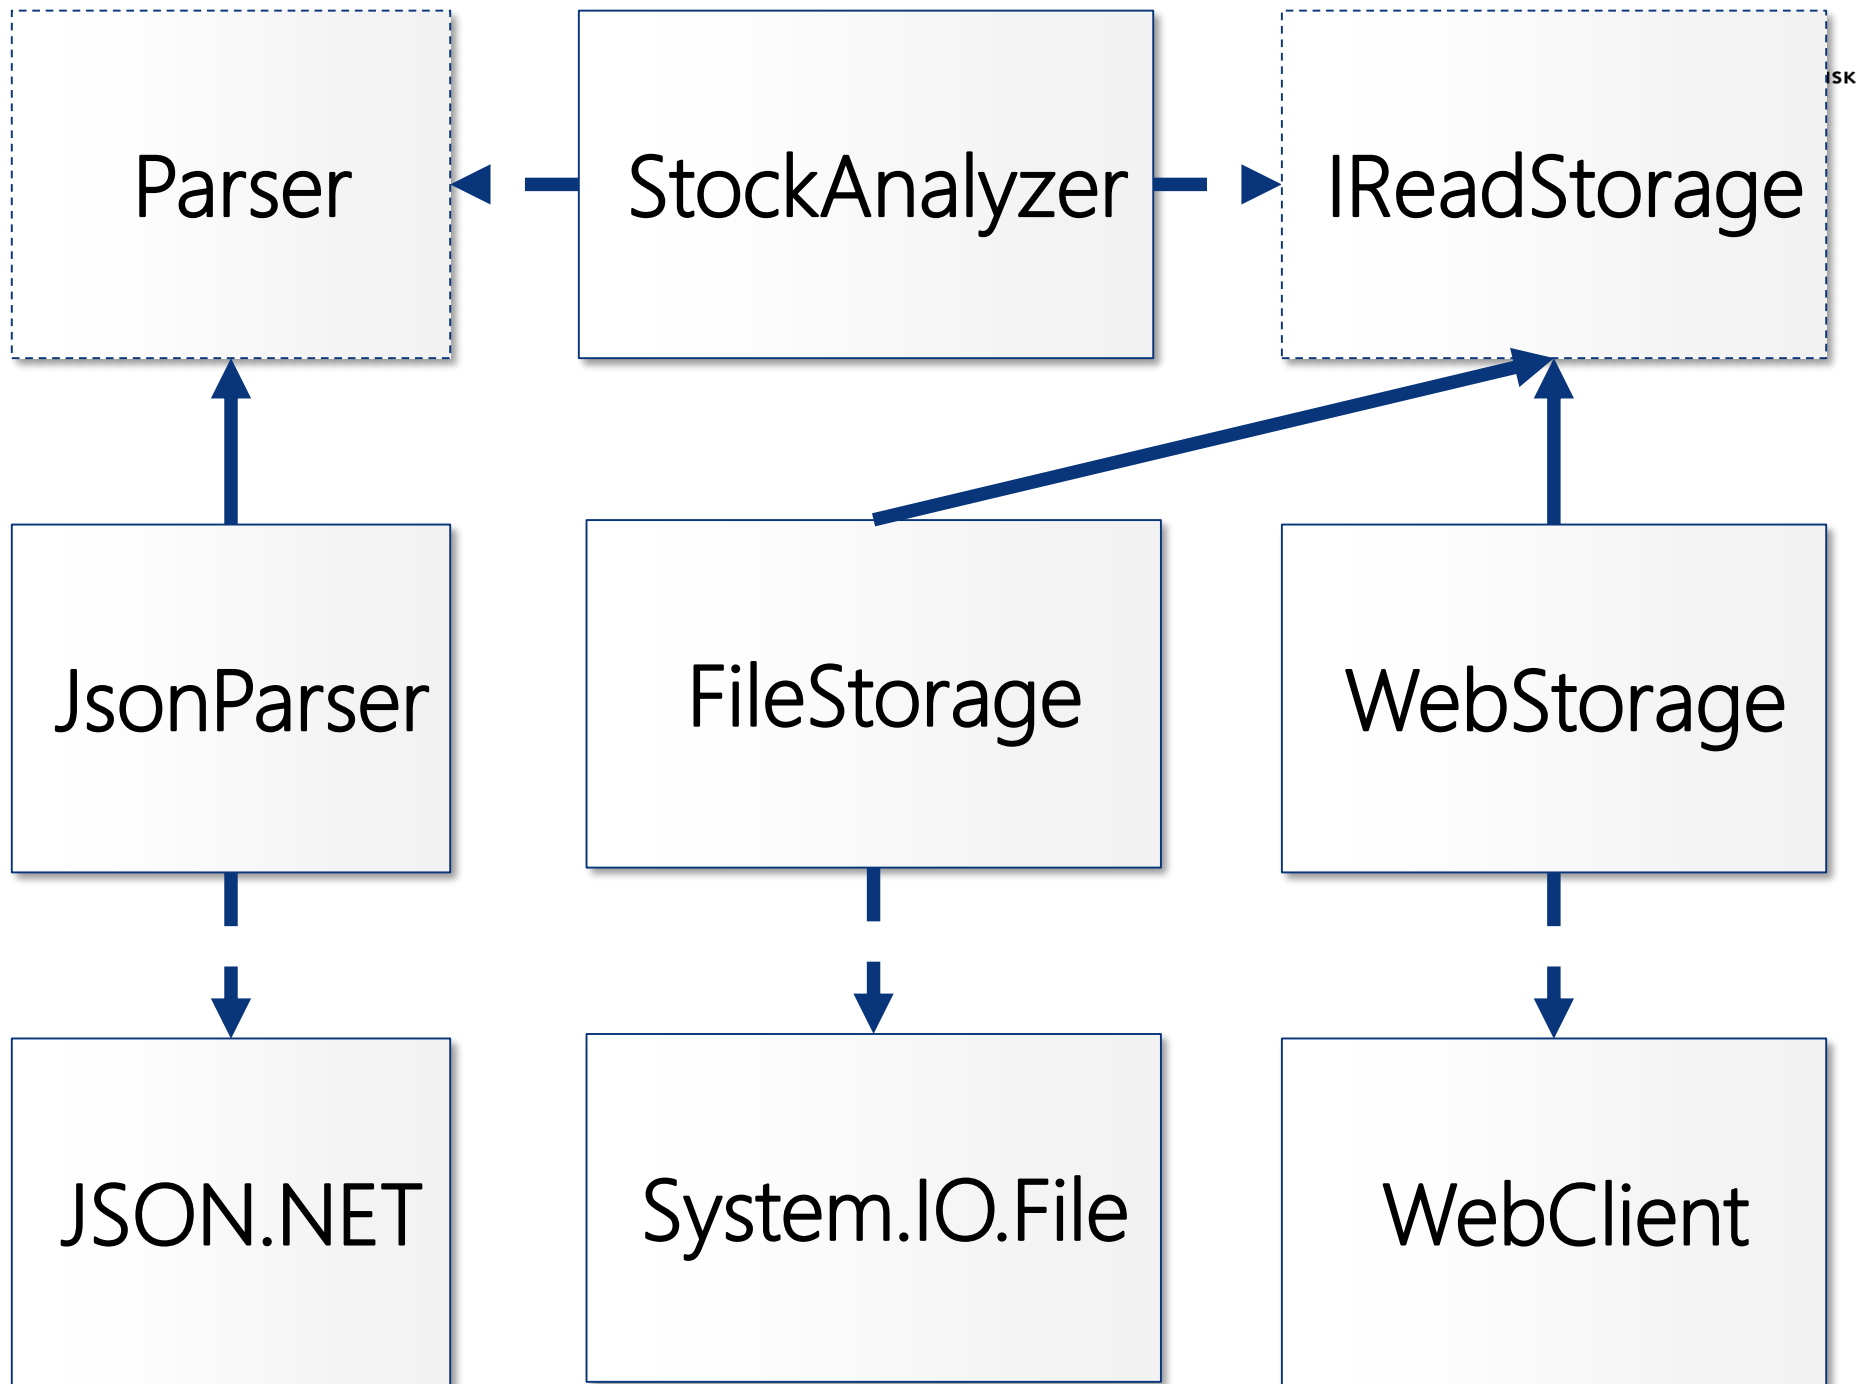 Parser
StockAnalyzer
IReadStorage
JsonParser
FileStorage
WebStorage
JSON.NET
System.IO.File
WebClient